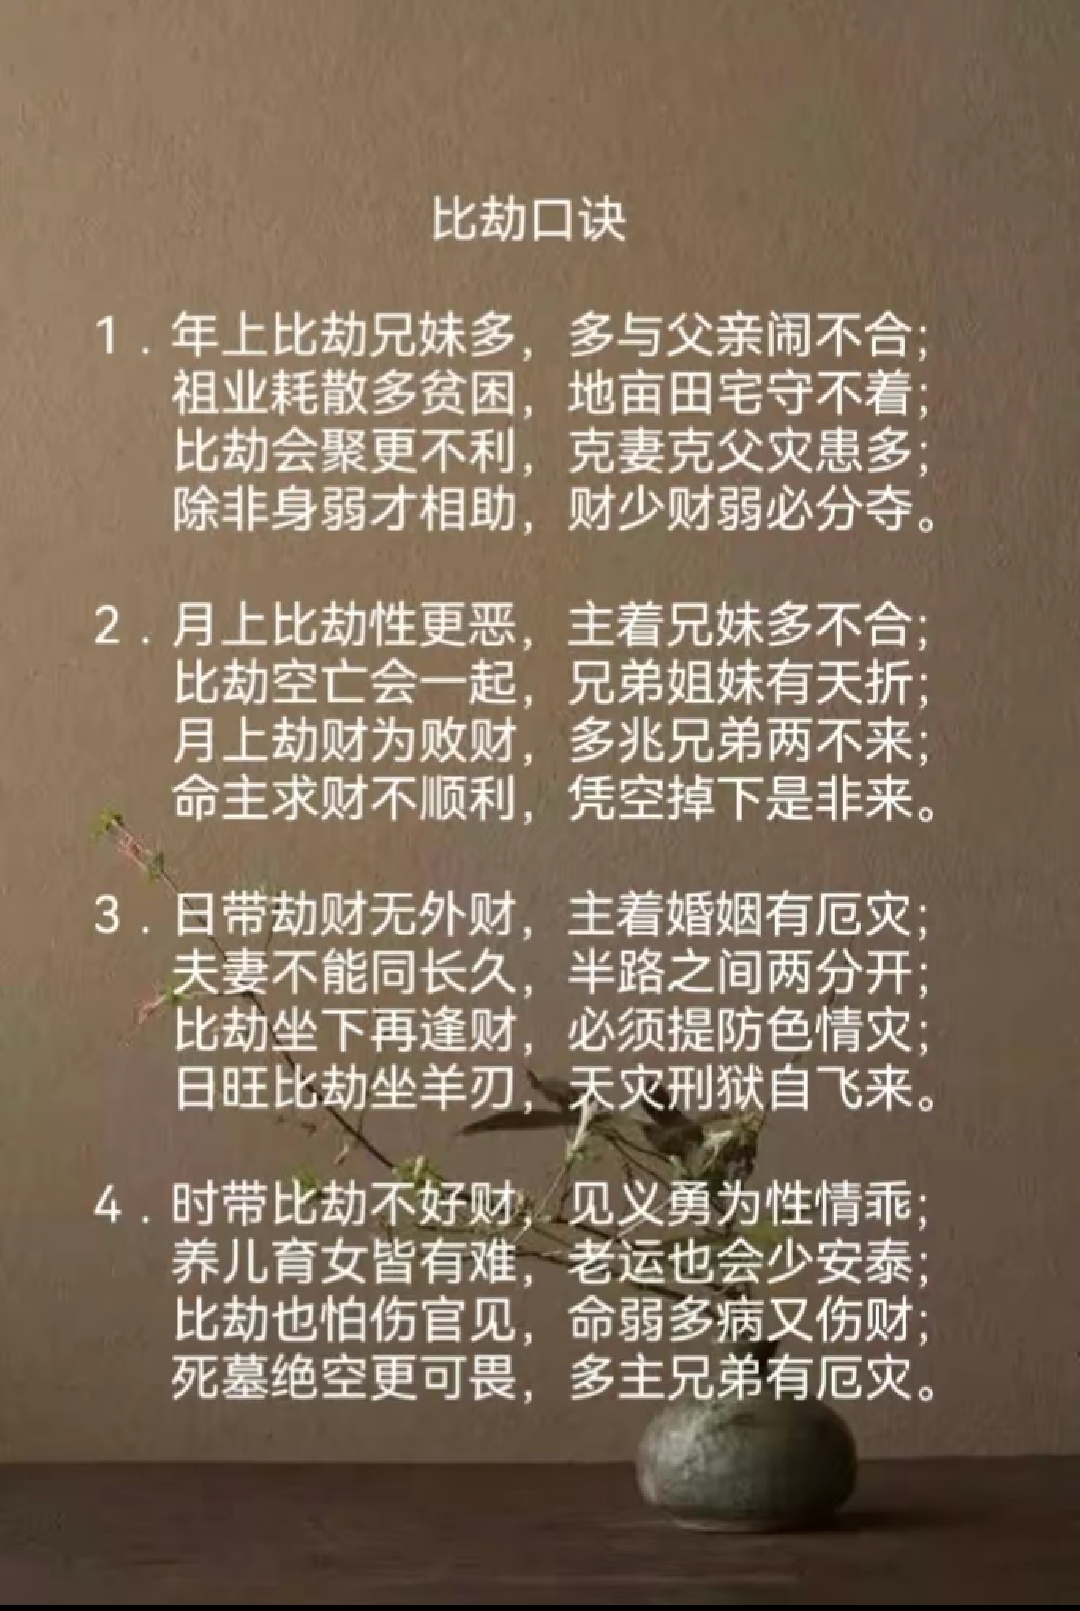 比劫口诀
1．年上比劫兄妹多，多与父亲闹不合；
祖业耗散多贫困，地亩田宅守不着；
比劫会聚更不利，克妻克父灾患多；
除非身弱才相助，财少财弱必分夺。
2．月上比劫性更恶，主着兄妹多不合；
比劫空亡会一起，兄弟姐妹有夭折；
月上劫财为败财，多兆兄弟两不来；
命主求财不顺利，凭空掉下是非来。
3．日带劫财无外财，主着婚姻有厄灾；
夫妻不能同长久，半路之间两分开；
比劫坐下再逢财，必须提防色情灾；
日旺比劫坐羊刃，天灾刑狱自飞来。
4．时带比劫不好财，见义勇为性情乖；
养儿育女皆有难，老运也会少安泰；
比劫也怕伤官见，命弱多病又伤财；
死墓绝空更可畏，多主兄弟有厄灾。